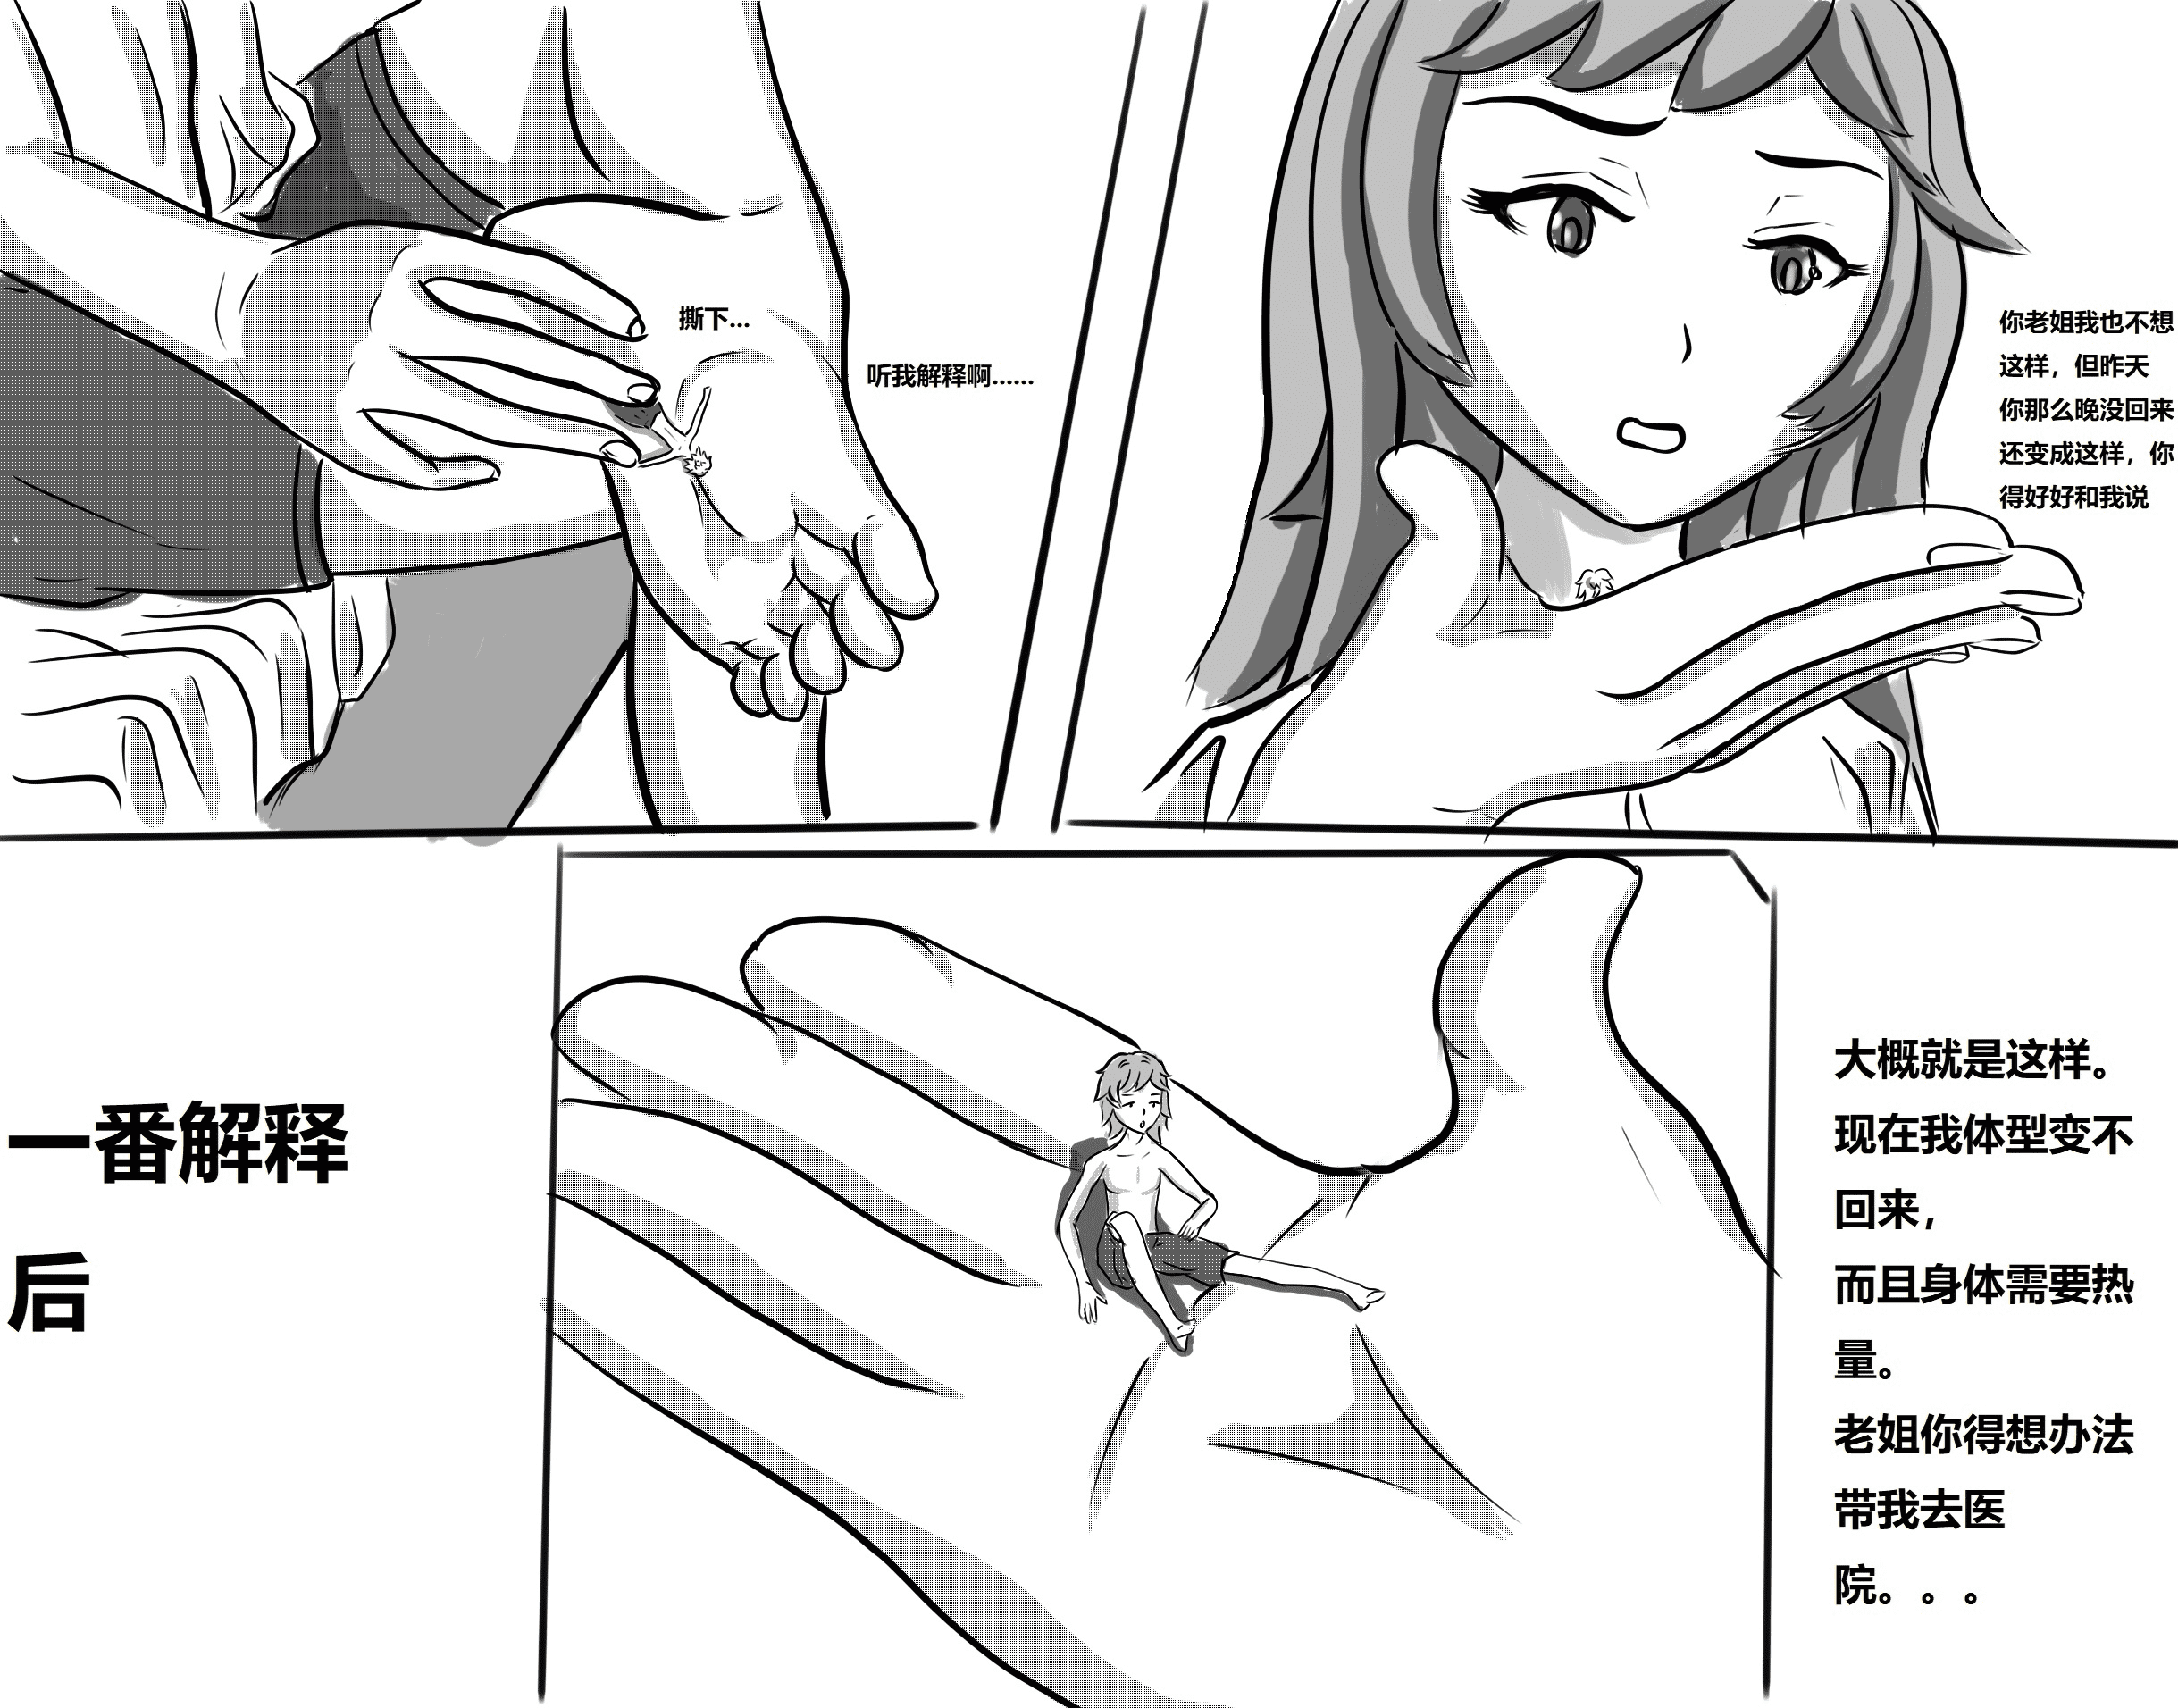 撕下...
听我解释啊......
你老姐我也不想
这样，但昨天
你那么晚没回来
还变成这样，你
得好好和我说
一番解释
后
大概就是这样。
现在我体型变不
回来，
而且身体需要热
量。
老姐你得想办法
带我去医
院。。。